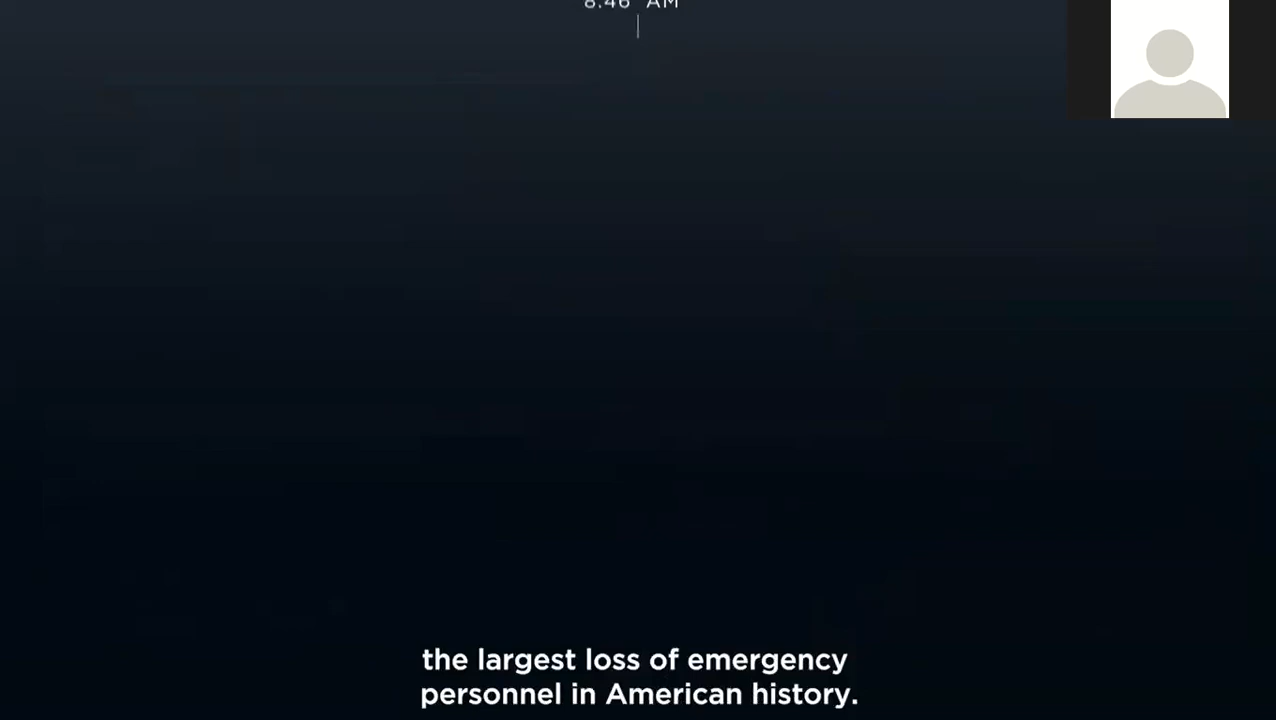 8:46 AM
the largest loss of emergency
personnel in American history.